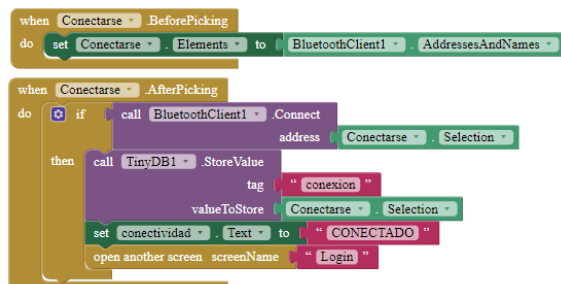 when Conectarse .BeforePicking
do set Conectarse . Elements to BluetoothClient1 . AddressesAndNames
when Conectarse .AfterPicking
do if call BluetoothClient1 .Connect
address Conectarse . Selection
then call TinyDB1 .StoreValue
tag “ conexion ”
valueToStore Conectarse . Selection
set conectividad . Text to “ CONECTADO ”
open another screen screenName “ Login ”